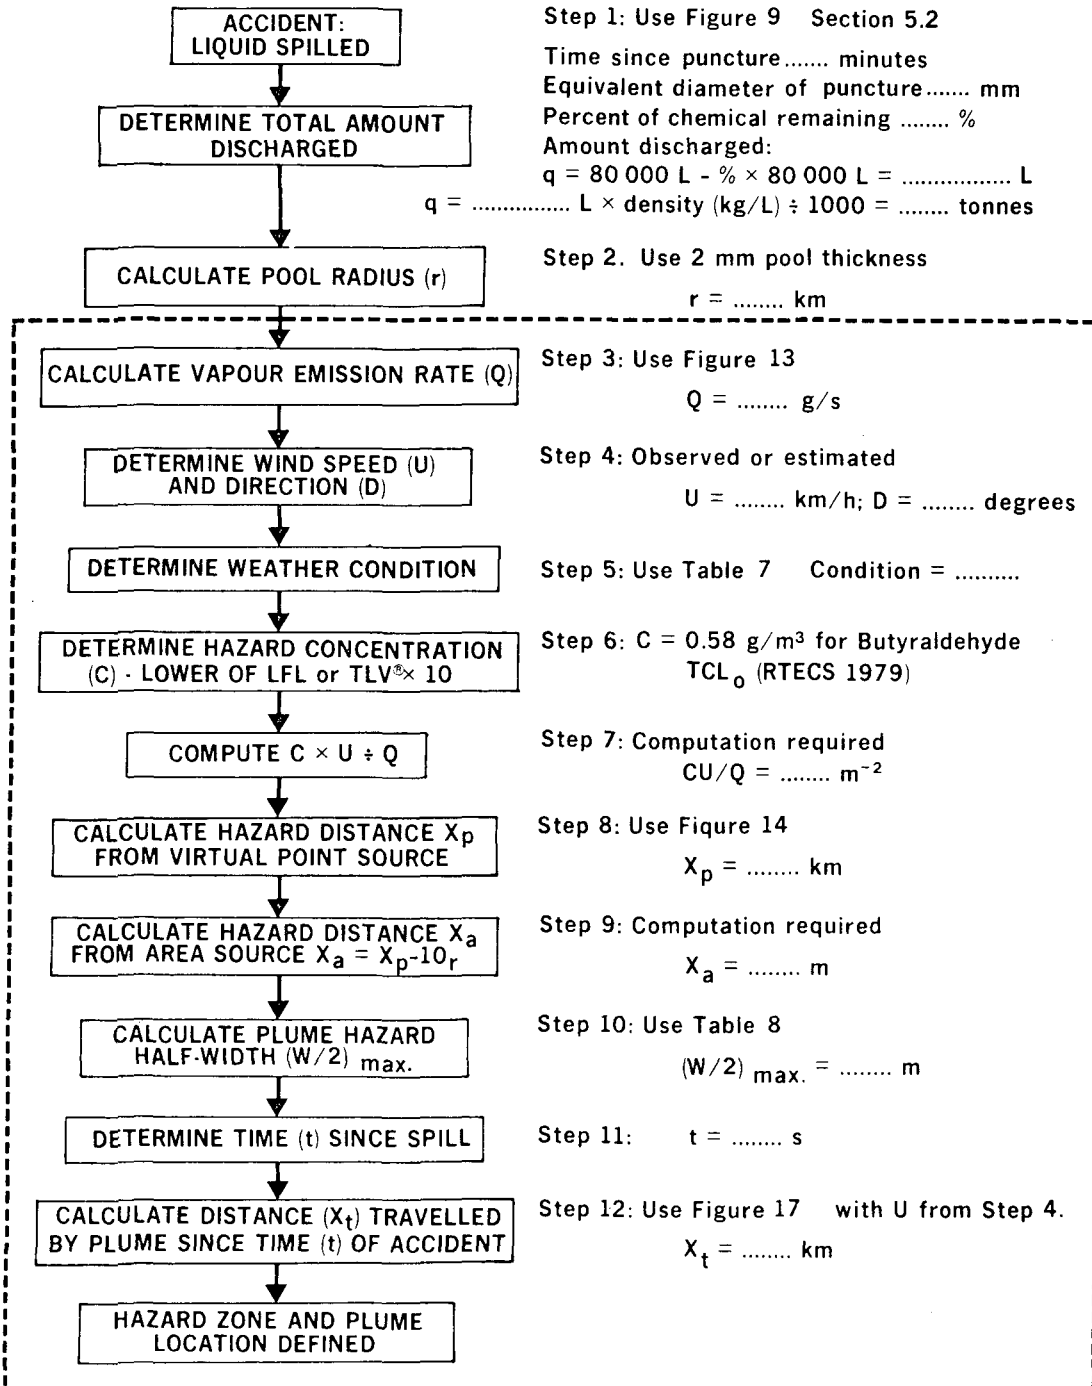 ACCIDENT:
LIQUID SPILLED
Step 1: Use Figure 9 Section 5.2
Time since puncture....... minutes
Equivalent diameter of puncture....... mm
Percent of chemical remaining ........ %
DETERMINE TOTAL AMOUNT
DISCHARGED
Amount discharged:
q = 80 000 L - % × 80 000 L = ................. L
q = ............... L × density (kg/L) ÷ 1000 = ........ tonnes
CALCULATE POOL RADIUS (r)
Step 2. Use 2 mm pool thickness
r = ........ km
CALCULATE VAPOUR EMISSION RATE (Q)
Step 3: Use Figure 13
Q = ........ g/s
DETERMINE WIND SPEED (U)
AND DIRECTION (D)
Step 4: Observed or estimated
U = ........ km/h; D = ........ degrees
DETERMINE WEATHER CONDITION
Step 5: Use Table 7 Condition = ..........
DETERMINE HAZARD CONCENTRATION
(C) - LOWER OF LFL or TLV®× 10
Step 6: C = 0.58 g/m³ for Butyraldehyde
TCLₒ (RTECS 1979)
COMPUTE C × U ÷ Q
Step 7: Computation required
CU/Q = ........ m⁻²
CALCULATE HAZARD DISTANCE Xp
FROM VIRTUAL POINT SOURCE
Step 8: Use Fiqure 14
Xp = ........ km
CALCULATE HAZARD DISTANCE Xa
FROM AREA SOURCE Xa = Xp-10r
Step 9: Computation required
Xa = ........ m
CALCULATE PLUME HAZARD
HALF-WIDTH (W/2) max.
Step 10: Use Table 8
(W/2) max. = ........ m
DETERMINE TIME (t) SINCE SPILL
Step 11: t = ........ s
CALCULATE DISTANCE (Xt) TRAVELLED
BY PLUME SINCE TIME (t) OF ACCIDENT
Step 12: Use Figure 17 with U from Step 4.
Xt = ........ km
HAZARD ZONE AND PLUME
LOCATION DEFINED